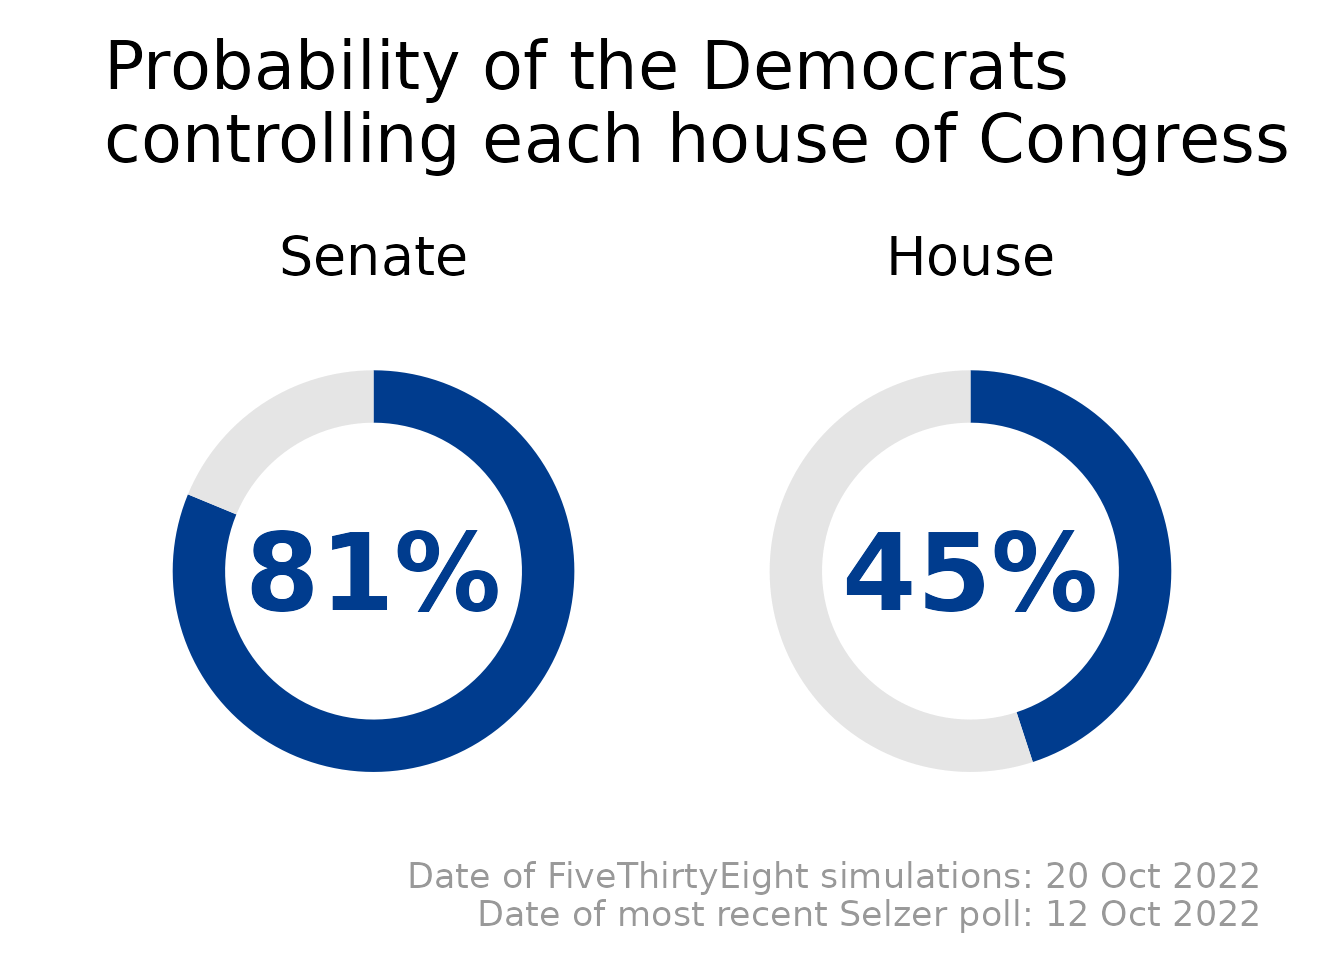 Probability of the Democrats
controlling each house of Congress
Senate
House
81%
45%
Date of FiveThirtyEight simulations: 20 Oct 2022
Date of most recent Selzer poll: 12 Oct 2022